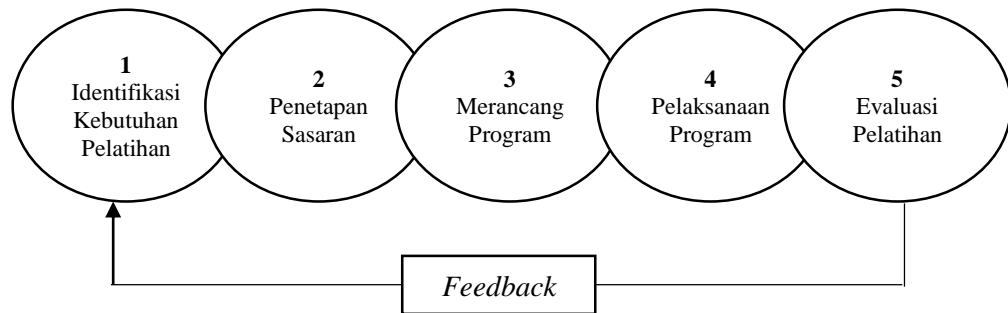 1
Identifikasi
Kebutuhan
Pelatihan
2
Penetapan
Sasaran
3
Merancang
Program
4
Pelaksanaan
Program
5
Evaluasi
Pelatihan
Feedback